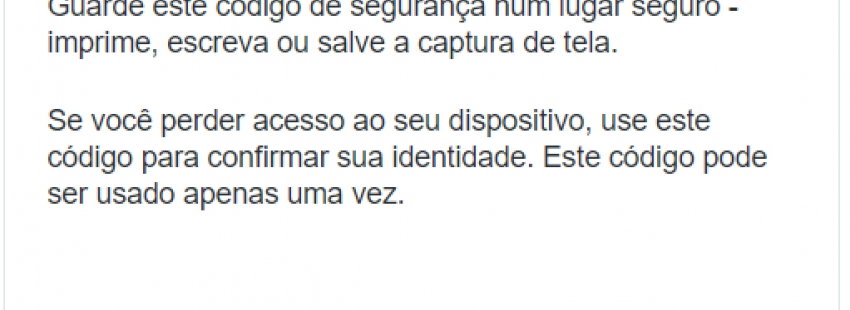 Guarde este código de segurança num lugar seguro -
imprime, escreva ou salve a captura de tela.
Se você perder acesso ao seu dispositivo, use este
código para confirmar sua identidade. Este código pode
ser usado apenas uma vez.